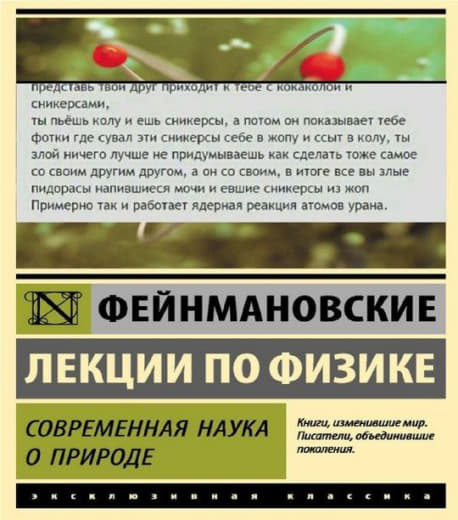 представь твой друг приходит к тебе с кокаколой и
сникерсами,
ты пьёшь колу и ешь сникерсы, а потом он показывает тебе
фотки где сувал эти сникерсы себе в жопу и ссыт в колу, ты
злой ничего лучше не придумываешь как сделать тоже самое
со своим другим другом, а он со своим, в итоге все вы злые
пидорасы напившиеся мочи и евшие сникерсы из жоп
Примерно так и работает ядерная реакция атомов урана.
N ФЕЙНМАНОВСКИЕ
ЛЕКЦИИ ПО ФИЗИКЕ
СОВРЕМЕННАЯ НАУКА
О ПРИРОДЕ
Книги, изменившие мир.
Писатели, объединившие
поколения.
эксклюзивная классика